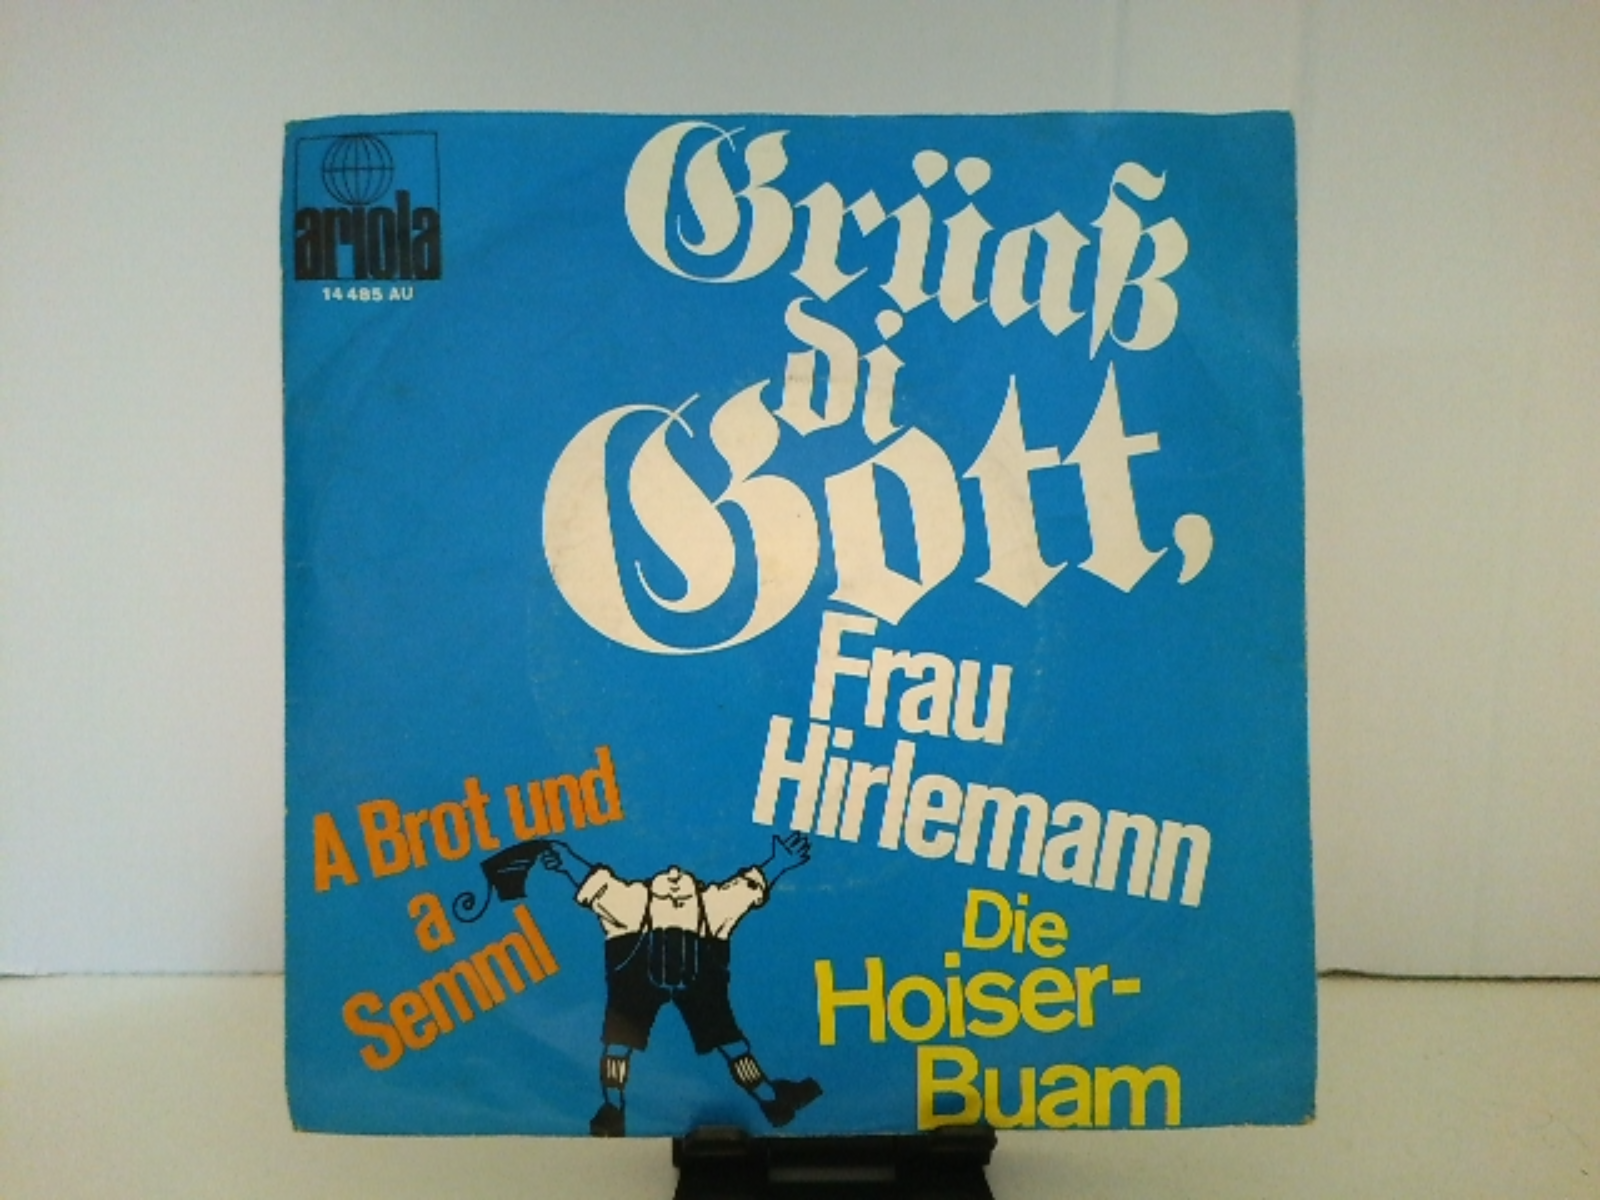 ariola
14 485 AU
Grüaß
di
Gott,
Frau
Hirlemann
A Brot und
a
Semml
Die
Hoiser-
Buam